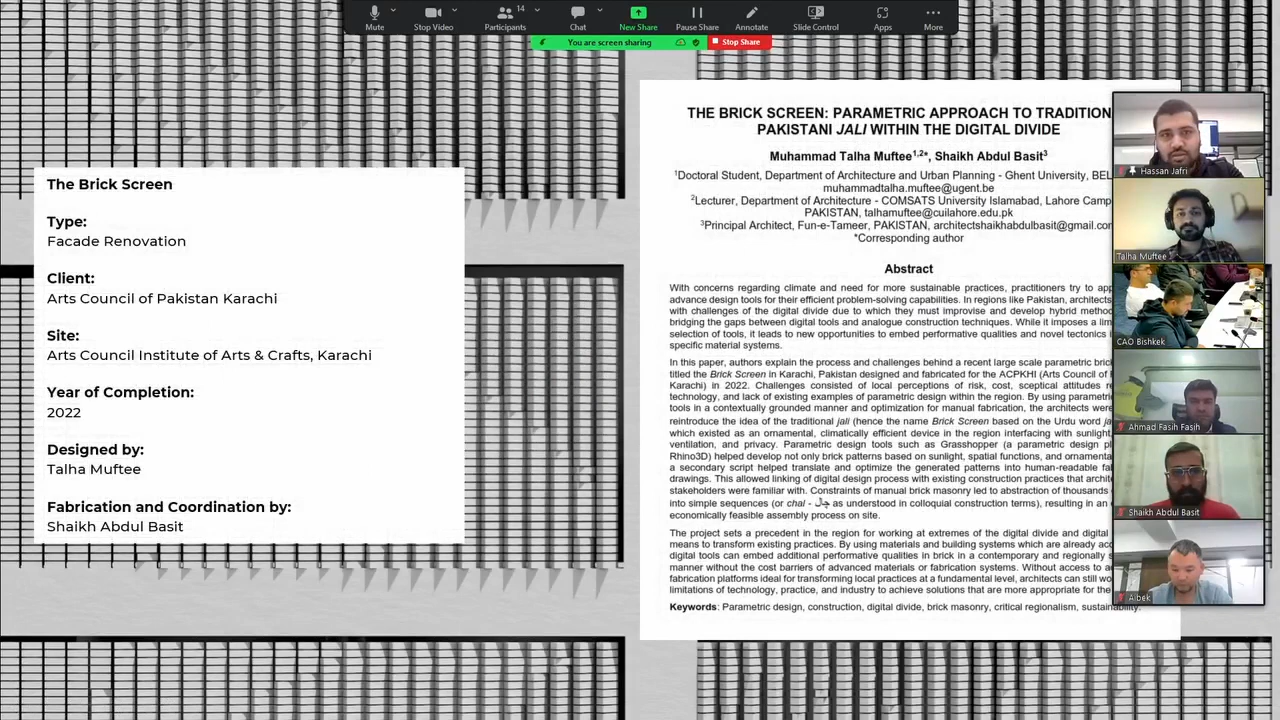 Mute
Stop Video
Participants
14
Chat
New Share
Pause Share
Annotate
Slide Control
Apps
More
You are screen sharing
Stop Share
The Brick Screen
Type:
Facade Renovation
Client:
Arts Council of Pakistan Karachi
Site:
Arts Council Institute of Arts & Crafts, Karachi
Year of Completion:
2022
Designed by:
Talha Muftee
Fabrication and Coordination by:
Shaikh Abdul Basit
THE BRICK SCREEN: PARAMETRIC APPROACH TO TRADITION
PAKISTANI JALI WITHIN THE DIGITAL DIVIDE
Muhammad Talha Muftee1,2*, Shaikh Abdul Basit3
1Doctoral Student, Department of Architecture and Urban Planning - Ghent University, BEL
muhammadtalha.muftee@ugent.be
2Lecturer, Department of Architecture - COMSATS University Islamabad, Lahore Camp
PAKISTAN, talhamuftee@cuilahore.edu.pk
3Principal Architect, Fun-e-Tameer, PAKISTAN, architectshaikhabdulbasit@gmail.com
*Corresponding author
Abstract
With concerns regarding climate and need for more sustainable practices, practitioners try to app
advance design tools for their efficient problem-solving capabilities. In regions like Pakistan, architects
with challenges of the digital divide due to which they must improvise and develop hybrid method
bridging the gaps between digital tools and analogue construction techniques. While it imposes a lim
selection of tools, it leads to new opportunities to embed performative qualities and novel tectonics i
specific material systems.
In this paper, authors explain the process and challenges behind a recent large scale parametric bric
titled the Brick Screen in Karachi, Pakistan designed and fabricated for the ACPKHI (Arts Council of
Karachi) in 2022. Challenges consisted of local perceptions of risk, cost, sceptical attitudes r
technology, and lack of existing examples of parametric design within the region. By using parametri
tools in a contextually grounded manner and optimization for manual fabrication, the architects were
reintroduce the idea of the traditional jali (hence the name Brick Screen based on the Urdu word ja
which existed as an ornamental, climatically efficient device in the region interfacing with sunlight,
ventilation, and privacy. Parametric design tools such as Grasshopper (a parametric design pl
Rhino3D) helped develop not only brick patterns based on sunlight, spatial functions, and ornamenta
a secondary script helped translate and optimize the generated patterns into human-readable fa
drawings. This allowed linking of digital design process with existing construction practices that archite
stakeholders were familiar with. Constraints of manual brick masonry led to abstraction of thousands
into simple sequences (or chal - چال as understood in colloquial construction terms), resulting in an
economically feasible assembly process on site.
The project sets a precedent in the region for working at extremes of the digital divide and digital
means to transform existing practices. By using materials and building systems which are already acc
digital tools can embed additional performative qualities in brick in a contemporary and regionally s
manner without the cost barriers of advanced materials or fabrication systems. Without access to a
fabrication platforms ideal for transforming local practices at a fundamental level, architects can still wo
limitations of technology, practice, and industry to achieve solutions that are more appropriate for the
Keywords: Parametric design, construction, digital divide, brick masonry, critical regionalism, sustainability.
Hassan Jafri
Talha Muftee
CAO Bishkek
Ahmad Fasih Fasih
Shaikh Abdul Basit
Aibek